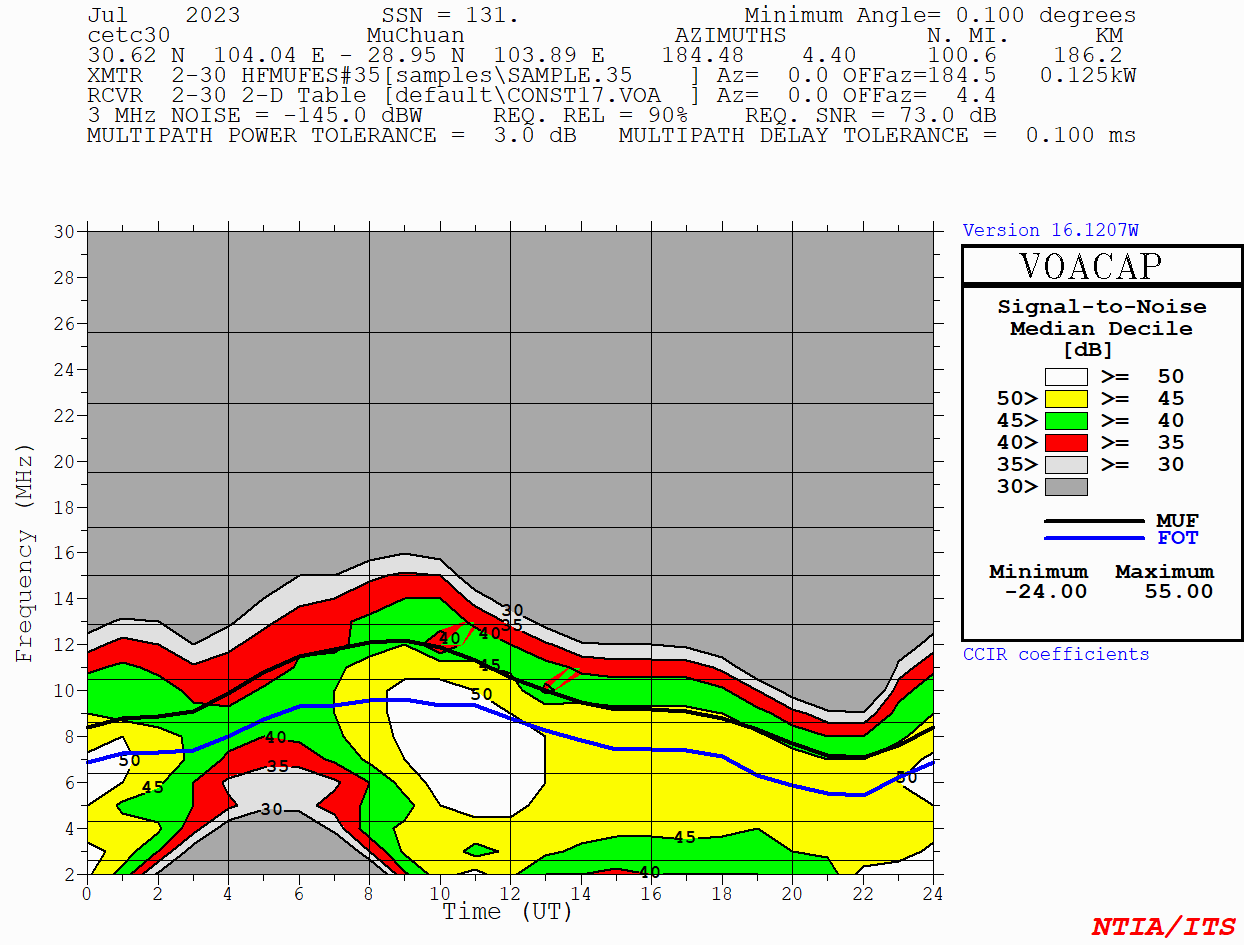 Jul 2023 SSN = 131. Minimum Angle= 0.100 degrees
cetc30 MuChuan AZIMUTHS N. MI. KM
30.62 N 104.04 E - 28.95 N 103.89 E 184.48 4.40 100.6 186.2
XMTR 2-30 HFMUFES#35[samples\SAMPLE.35 ] Az= 0.0 OFFaz=184.5 0.125kW
RCVR 2-30 2-D Table [default\CONST17.VOA ] Az= 0.0 OFFaz= 4.4
3 MHz NOISE = -145.0 dBW REQ. REL = 90% REQ. SNR = 73.0 dB
MULTIPATH POWER TOLERANCE = 3.0 dB MULTIPATH DELAY TOLERANCE = 0.100 ms
Version 16.1207W
VOACAP
Signal-to-Noise
Median Decile
[dB]
>= 50
50> >= 45
45> >= 40
40> >= 35
35> >= 30
30>
MUF
FOT
Minimum Maximum
-24.00 55.00
CCIR coefficients
Frequency (MHz)
30
28
26
24
22
20
18
16
14
12
10
8
6
4
2
30
35
40
40
45
50
40
50
35
45
50
30
45
40
0 2 4 6 8 10 12 14 16 18 20 22 24
Time (UT)
NTIA/ITS